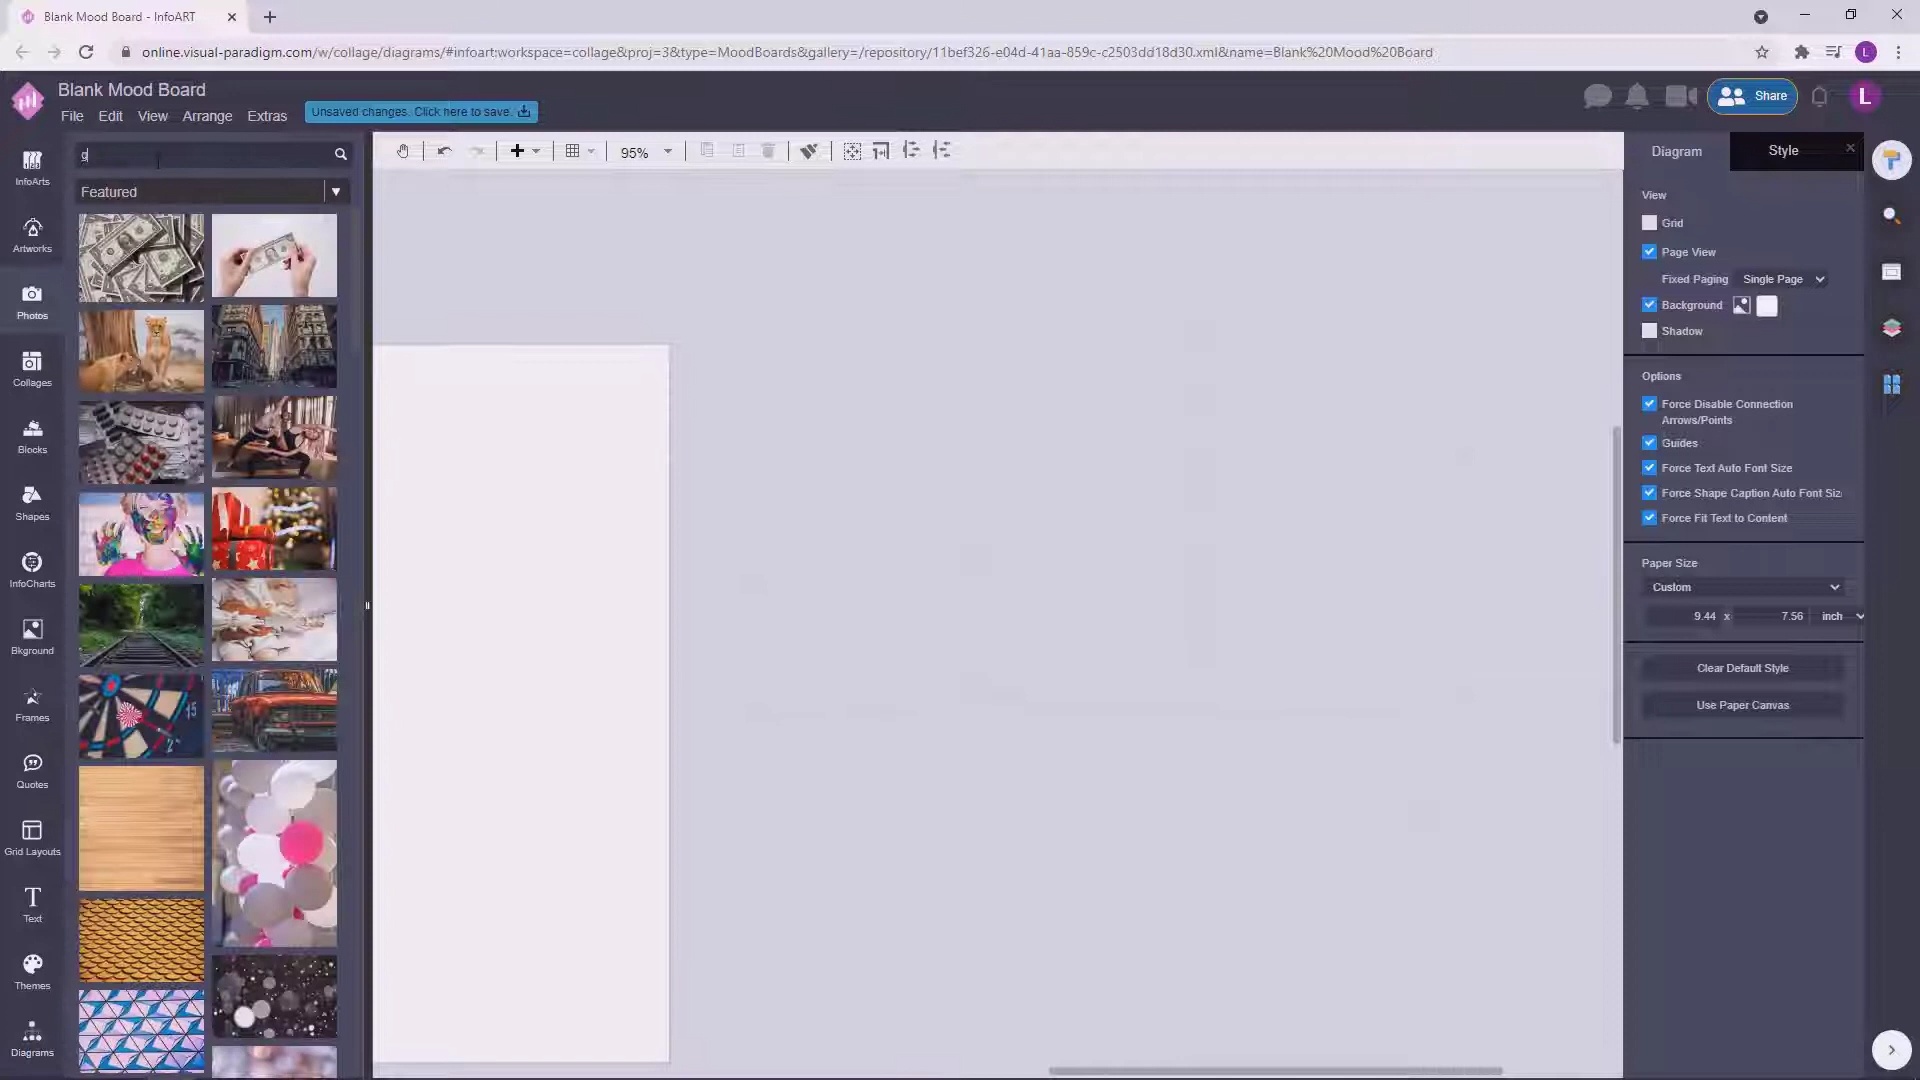 Blank Mood Board - InfoART
online.visual-paradigm.com/w/collage/diagrams/#infoart:workspace=collage&proj=3&type=MoodBoards&gallery=/repository/11bef326-e04d-41aa-859c-c2503dd18d30.xml&name=Blank%20Mood%20Board
L
Blank Mood Board
File Edit View Arrange Extras
Unsaved changes. Click here to save.
Share
L
InfoArts
Artworks
Photos
Collages
Blocks
Shapes
InfoCharts
Bkground
Frames
Quotes
Grid Layouts
Text
Themes
Diagrams
g
Featured
95%
Diagram
Style
View
Grid
Page View
Fixed Paging Single Page
Background
Shadow
Options
Force Disable Connection
Arrows/Points
Guides
Force Text Auto Font Size
Force Shape Caption Auto Font Siz
Force Fit Text to Content
Paper Size
Custom
9.44 x 7.56 inch
Clear Default Style
Use Paper Canvas